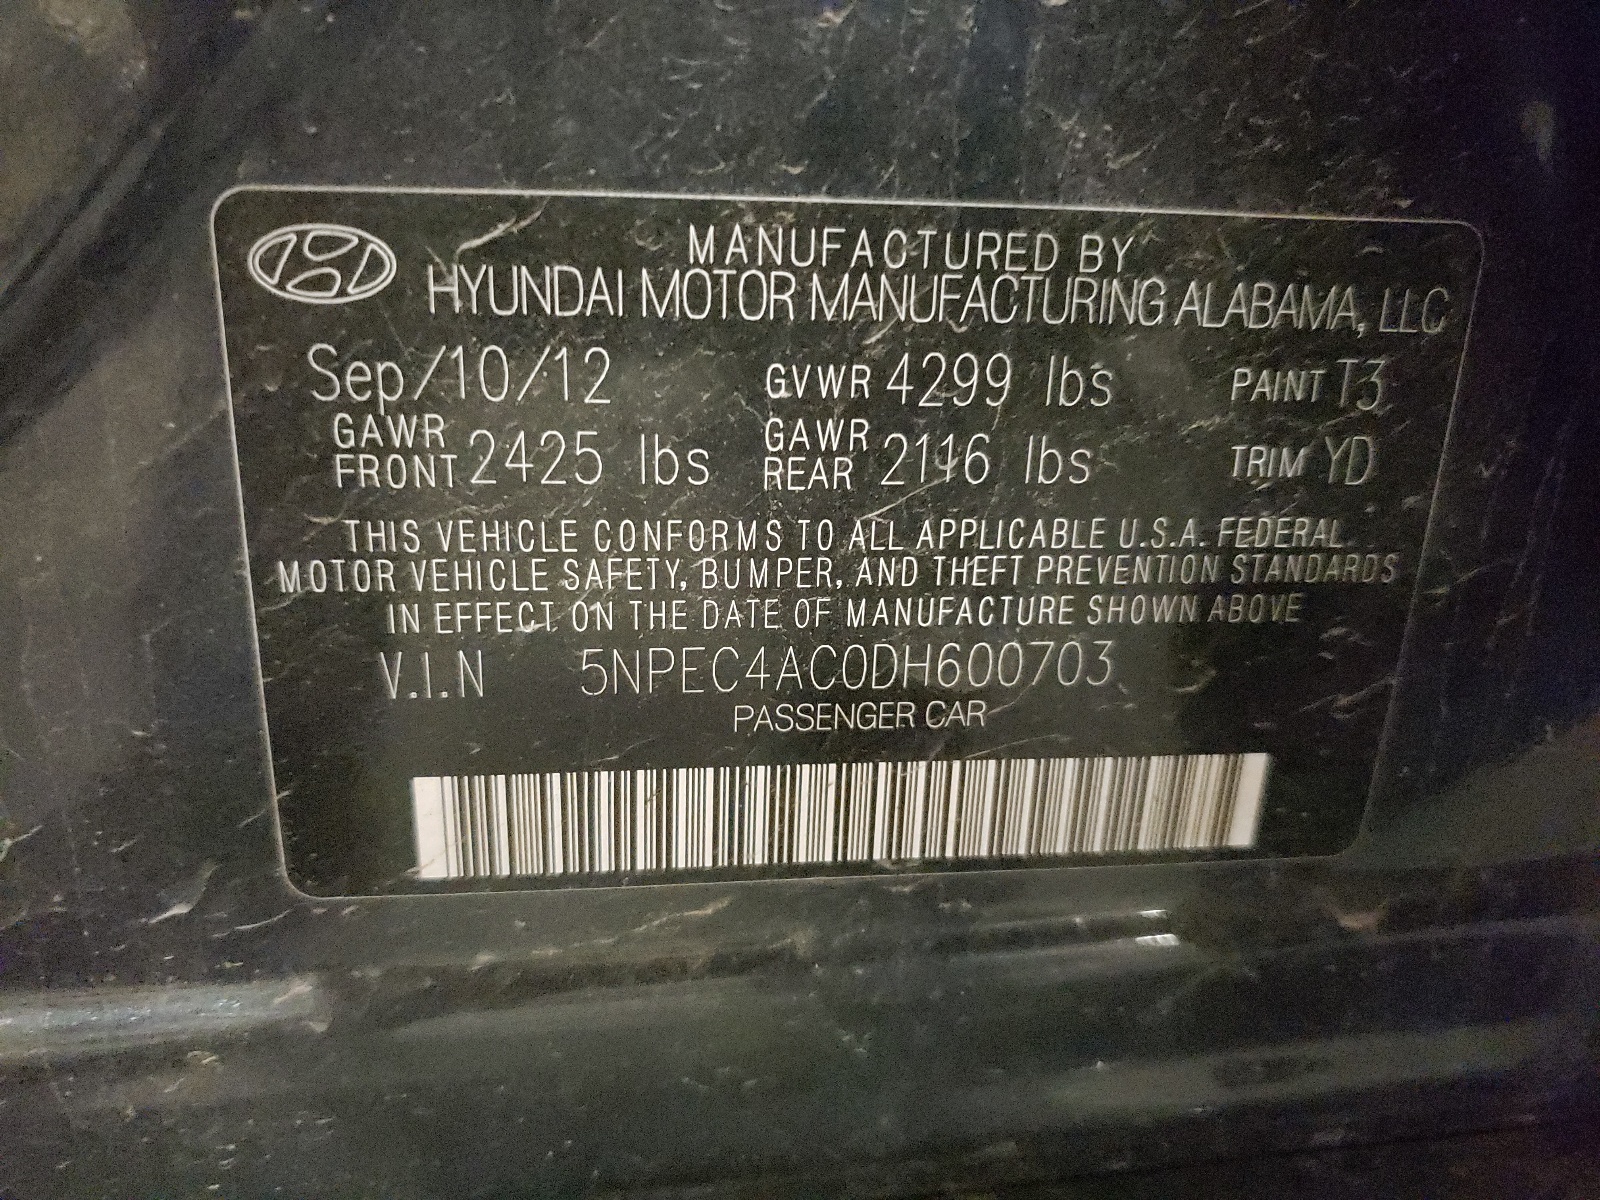 MANUFACTURED BY
HYUNDAI MOTOR MANUFACTURING ALABAMA, LLC
Sep/10/12 GVWR 4299 lbs PAINT T3
GAWR FRONT 2425 lbs GAWR REAR 2116 lbs TRIM YD
THIS VEHICLE CONFORMS TO ALL APPLICABLE U.S.A. FEDERAL
MOTOR VEHICLE SAFETY, BUMPER, AND THEFT PREVENTION STANDARDS
IN EFFECT ON THE DATE OF MANUFACTURE SHOWN ABOVE
V.I.N 5NPEC4AC0DH600703
PASSENGER CAR